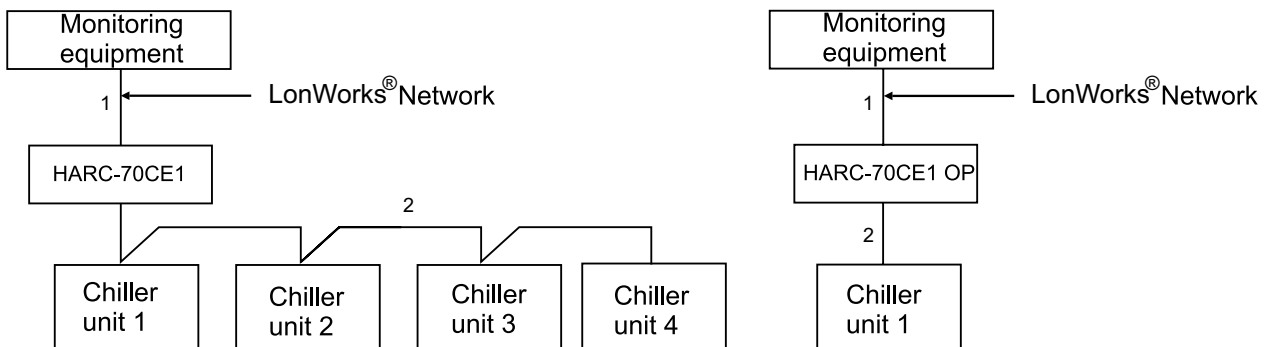 Monitoring
equipment
1
LonWorks® Network
HARC-70CE1
2
Chiller
unit 1
Chiller
unit 2
Chiller
unit 3
Chiller
unit 4
Monitoring
equipment
1
LonWorks® Network
HARC-70CE1 OP
2
Chiller
unit 1